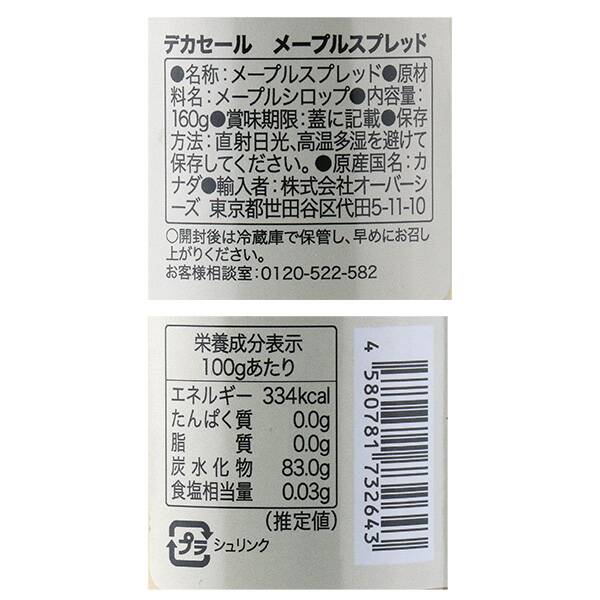 デカセール　メープルスプレッド
●名称：メープルスプレッド●原材
料名：メープルシロップ●内容量：
160g●賞味期限：蓋に記載●保存
方法：直射日光、高温多湿を避けて
保存してください。●原産国名：カ
ナダ●輸入者：株式会社オーバーシ
ーズ 東京都世田谷区代田5-11-10
○開封後は冷蔵庫で保管し、早めにお召し
上がりください。
お客様相談室：0120-522-582
栄養成分表示
100gあたり
エネルギー 334kcal
たんぱく質 0.0g
脂　　質 0.0g
炭水化物 83.0g
食塩相当量 0.03g
（推定値）
プラ シュリンク
4 580781 732643